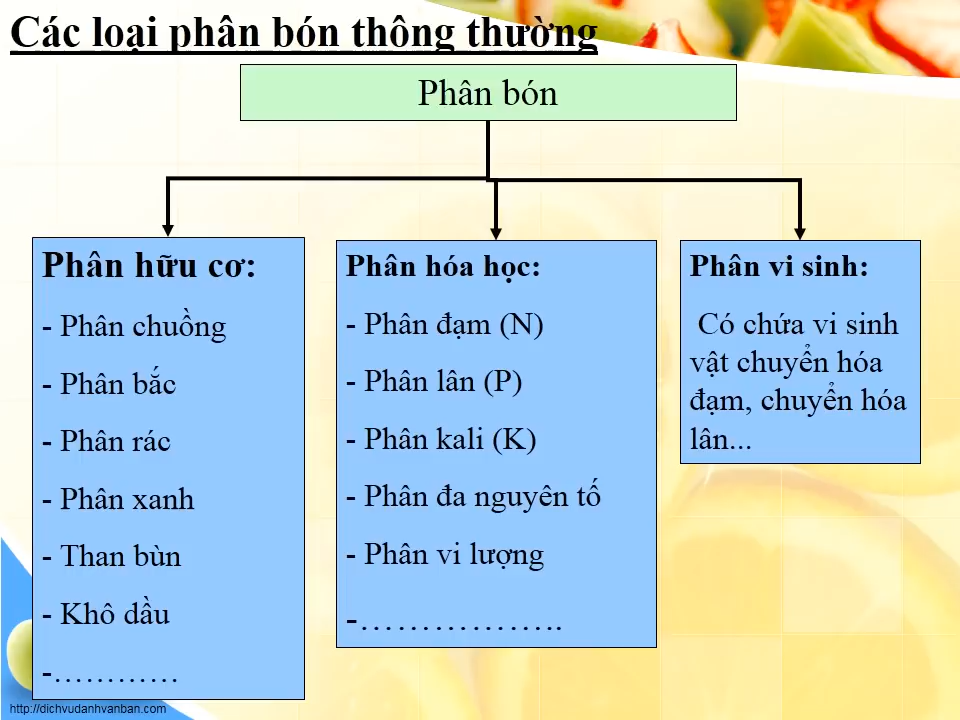 Các loại phân bón thông thường
Phân bón
Phân hữu cơ:
- Phân chuồng
- Phân bắc
- Phân rác
- Phân xanh
- Than bùn
- Khô dầu
-…………
Phân hóa học:
- Phân đạm (N)
- Phân lân (P)
- Phân kali (K)
- Phân đa nguyên tố
- Phân vi lượng
-……………..
Phân vi sinh:
Có chứa vi sinh
vật chuyển hóa
đạm, chuyển hóa
lân...
http://dichvudanhvanban.com